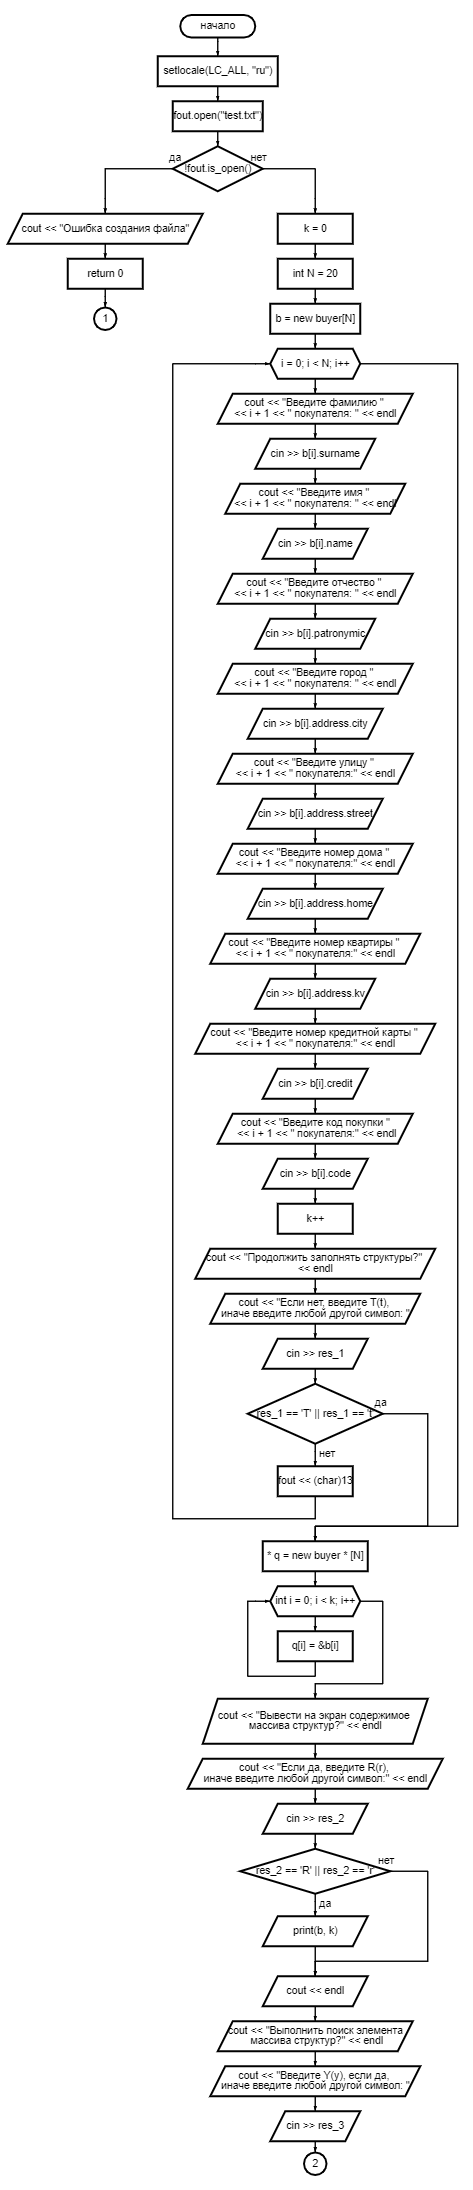 начало
setlocale(LC_ALL, "ru")
fout.open("test.txt")
да
нет
!fout.is_open()
cout << "Ошибка создания файла"
k = 0
return 0
int N = 20
1
b = new buyer[N]
i = 0; i < N; i++
cout << "Введите фамилию "
<< i + 1 << " покупателя: " << endl
cin >> b[i].surname
cout << "Введите имя "
<< i + 1 << " покупателя: " << endl
cin >> b[i].name
cout << "Введите отчество "
<< i + 1 << " покупателя: " << endl
cin >> b[i].patronymic
cout << "Введите город "
<< i + 1 << " покупателя: " << endl
cin >> b[i].address.city
cout << "Введите улицу "
<< i + 1 << " покупателя:" << endl
cin >> b[i].address.street
cout << "Введите номер дома "
<< i + 1 << " покупателя:" << endl
cin >> b[i].address.home
cout << "Введите номер квартиры "
<< i + 1 << " покупателя:" << endl
cin >> b[i].address.kv
cout << "Введите номер кредитной карты "
<< i + 1 << " покупателя:" << endl
cin >> b[i].credit
cout << "Введите код покупки "
<< i + 1 << " покупателя:" << endl
cin >> b[i].code
k++
cout << "Продолжить заполнять структуры?"
<< endl
cout << "Если нет, введите T(t),
иначе введите любой другой символ: "
cin >> res_1
да
res_1 == 'T' || res_1 == 't'
нет
fout << (char)13
* q = new buyer * [N]
int i = 0; i < k; i++
q[i] = &b[i]
cout << "Вывести на экран содержимое
массива структур?" << endl
cout << "Если да, введите R(r),
иначе введите любой другой символ:" << endl
cin >> res_2
нет
res_2 == 'R' || res_2 == 'r'
да
print(b, k)
cout << endl
cout << "Выполнить поиск элемента
массива структур?" << endl
cout << "Введите Y(y), если да,
иначе введите любой другой символ: "
cin >> res_3
2